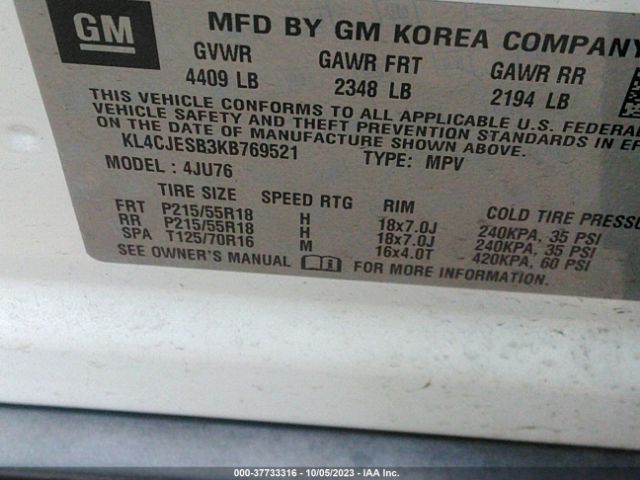 GM MFD BY GM KOREA COMPANY
GVWR GAWR FRT GAWR RR
4409 LB 2348 LB 2194 LB
THIS VEHICLE CONFORMS TO ALL APPLICABLE U.S. FEDERAL
VEHICLE SAFETY AND THEFT PREVENTION STANDARDS IN
ON THE DATE OF MANUFACTURE SHOWN ABOVE.
KL4CJESB3KB769521 TYPE: MPV
MODEL: 4JU76
TIRE SIZE SPEED RTG RIM COLD TIRE
FRT P215/55R18 H 18x7.0J 240KPA, 35 PSI
RR P215/55R18 H 18x7.0J 240KPA, 35 PSI
SPA T125/70R16 M 16x4.0T 420KPA, 60 PSI
SEE OWNER'S MANUAL FOR MORE INFORMATION.
000-37733316 - 10/05/2023 - IAA Inc.